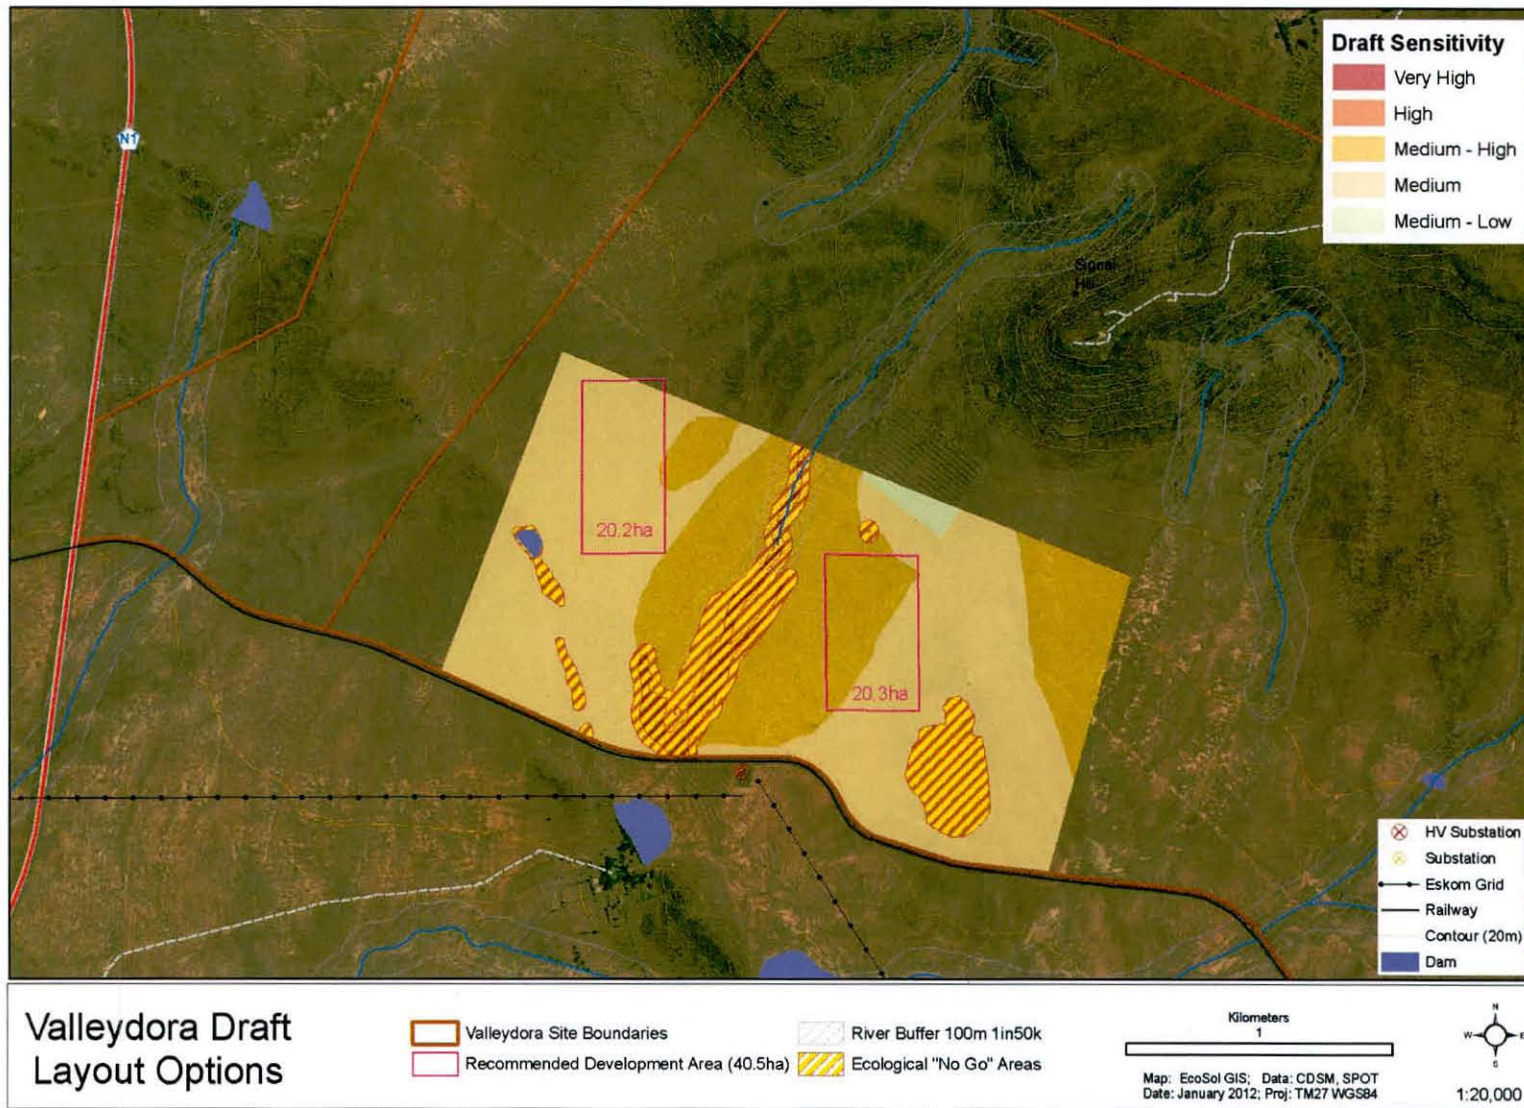 Draft Sensitivity
Very High
High
Medium - High
Medium
Medium - Low
N1
Signal
Hill
20.2ha
20.3ha
HV Substation
Substation
Eskom Grid
Railway
Contour (20m)
Dam
Valleydora Draft
Layout Options
Valleydora Site Boundaries
Recommended Development Area (40.5ha)
River Buffer 100m 1in50k
Ecological "No Go" Areas
Kilometers
1
Map: EcoSol GIS; Data: CDSM, SPOT
Date: January 2012; Proj: TM27 WGS84
N
W
E
S
1:20,000